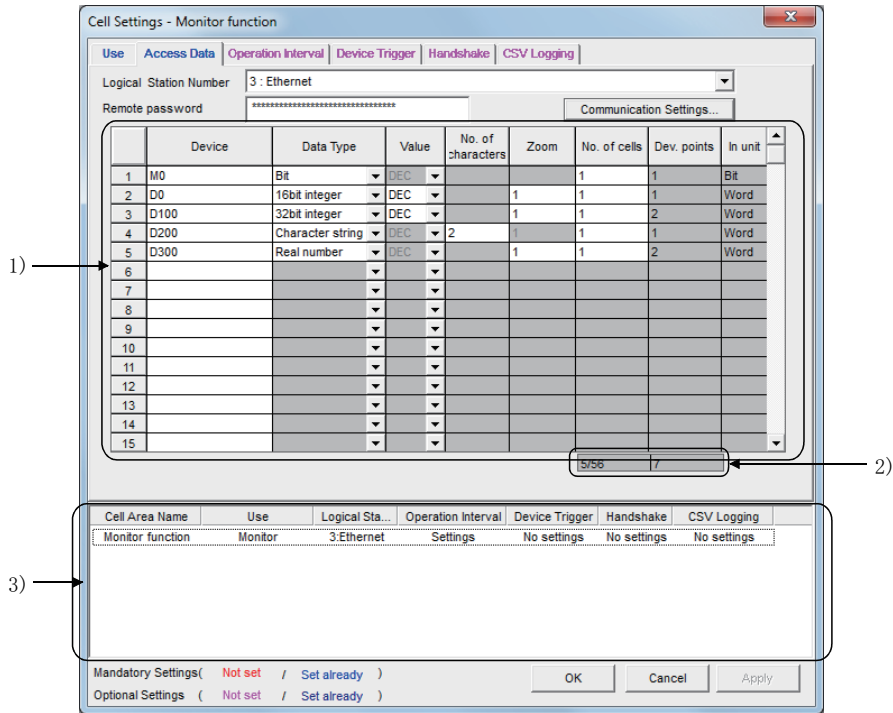 Cell Settings - Monitor function
Use Access Data Operation Interval Device Trigger Handshake CSV Logging
Logical Station Number 3 : Ethernet
Remote password ********************************
Communication Settings...
Device Data Type Value No. of characters Zoom No. of cells Dev. points In unit
1 M0 Bit DEC 1 1 Bit
2 D0 16bit integer DEC 1 1 1 Word
3 D100 32bit integer DEC 1 1 2 Word
4 D200 Character string DEC 2 1 1 1 Word
5 D300 Real number DEC 1 1 2 Word
1)
6
7
8
9
10
11
12
13
14
15
5/56 7
2)
Cell Area Name Use Logical Sta... Operation Interval Device Trigger Handshake CSV Logging
Monitor function Monitor 3:Ethernet Settings No settings No settings No settings
3)
Mandatory Settings( Not set / Set already )
Optional Settings ( Not set / Set already )
OK Cancel Apply